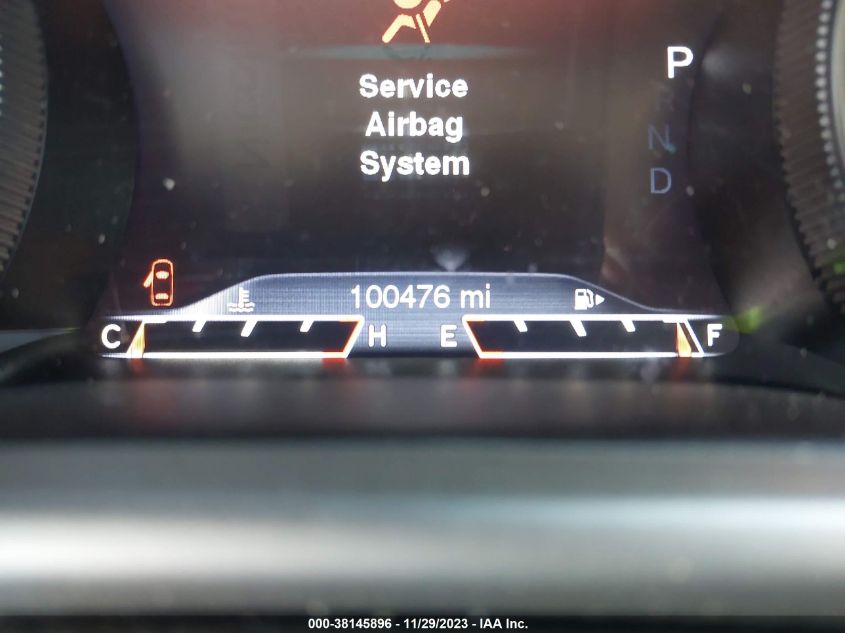 P
Service
Airbag
System
N
D
100476 mi
C H E F
000-38145896 - 11/29/2023 - IAA Inc.